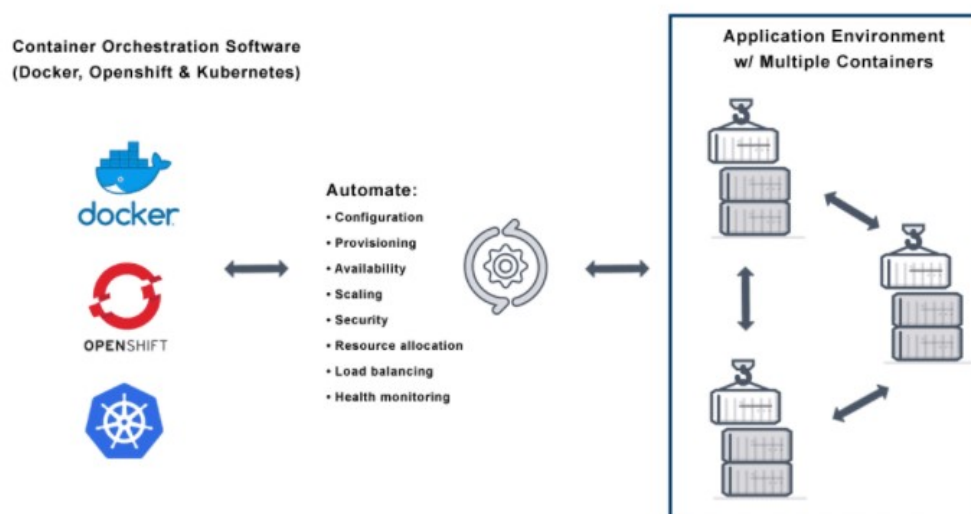 Container Orchestration Software
(Docker, Openshift & Kubernetes)
docker
OPENSHIFT
Automate:
• Configuration
• Provisioning
• Availability
• Scaling
• Security
• Resource allocation
• Load balancing
• Health monitoring
Application Environment
w/ Multiple Containers